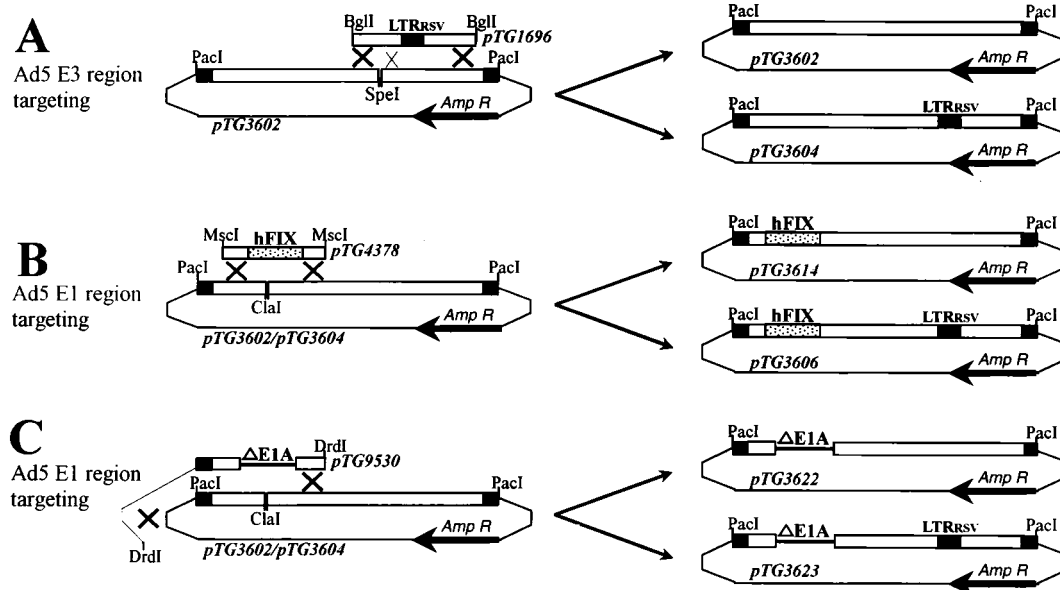 A
Ad5 E3 region
targeting
BglI LTRRSV BglI
pTG1696
PacI PacI
SpeI
Amp R
pTG3602
PacI PacI
Amp R
pTG3602
LTRRSV
PacI PacI
Amp R
pTG3604
B
Ad5 E1 region
targeting
MscI hFIX MscI
pTG4378
PacI PacI
ClaI
Amp R
pTG3602/pTG3604
PacI hFIX PacI
Amp R
pTG3614
PacI hFIX LTRRSV PacI
Amp R
pTG3606
C
Ad5 E1 region
targeting
△E1A DrdI
pTG9530
PacI PacI
ClaI
DrdI
Amp R
pTG3602/pTG3604
PacI △E1A PacI
Amp R
pTG3622
PacI △E1A LTRRSV PacI
Amp R
pTG3623